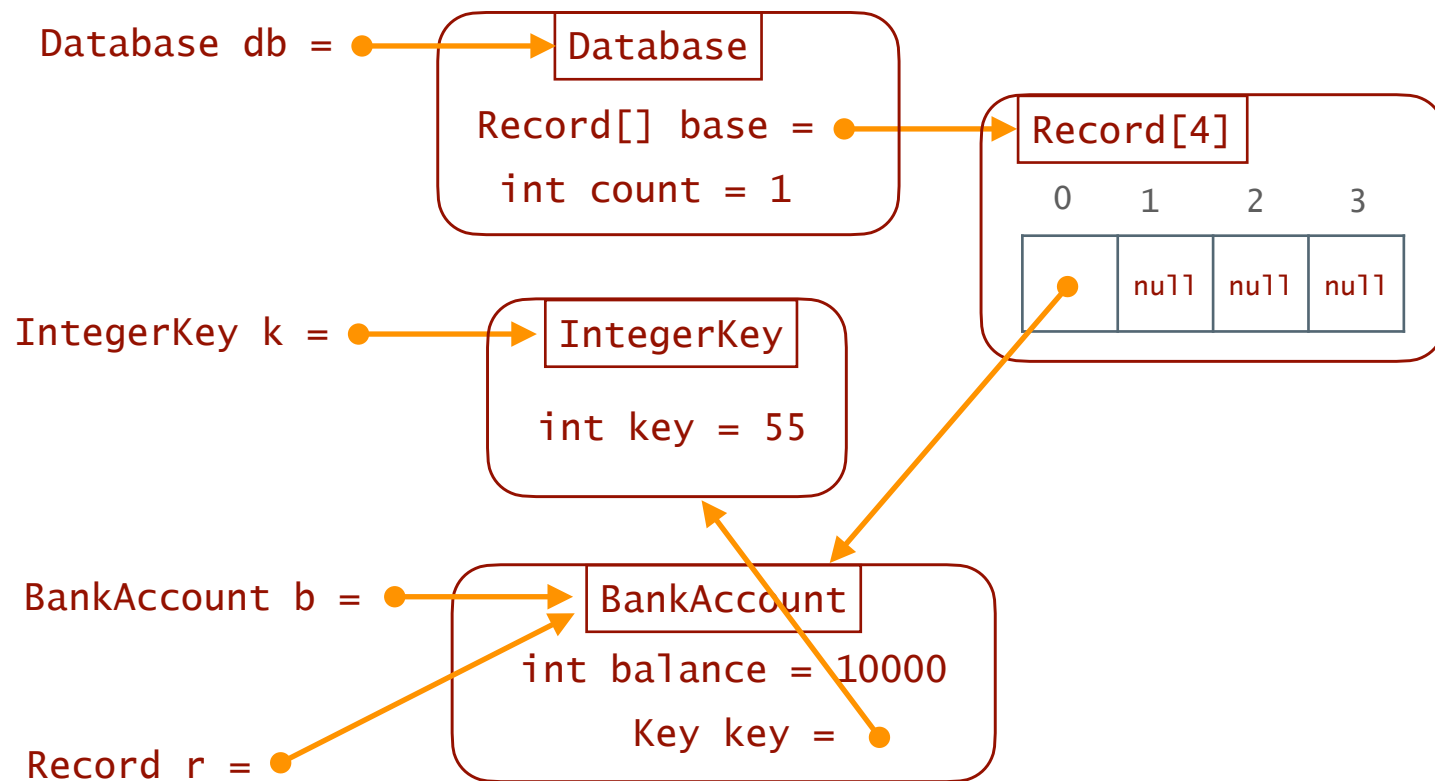 Database db =
Database
Record[] base =
int count = 1
Record[4]
0 1 2 3
null null null
IntegerKey k =
IntegerKey
int key = 55
BankAccount b =
BankAccount
int balance = 10000
Key key =
Record r =